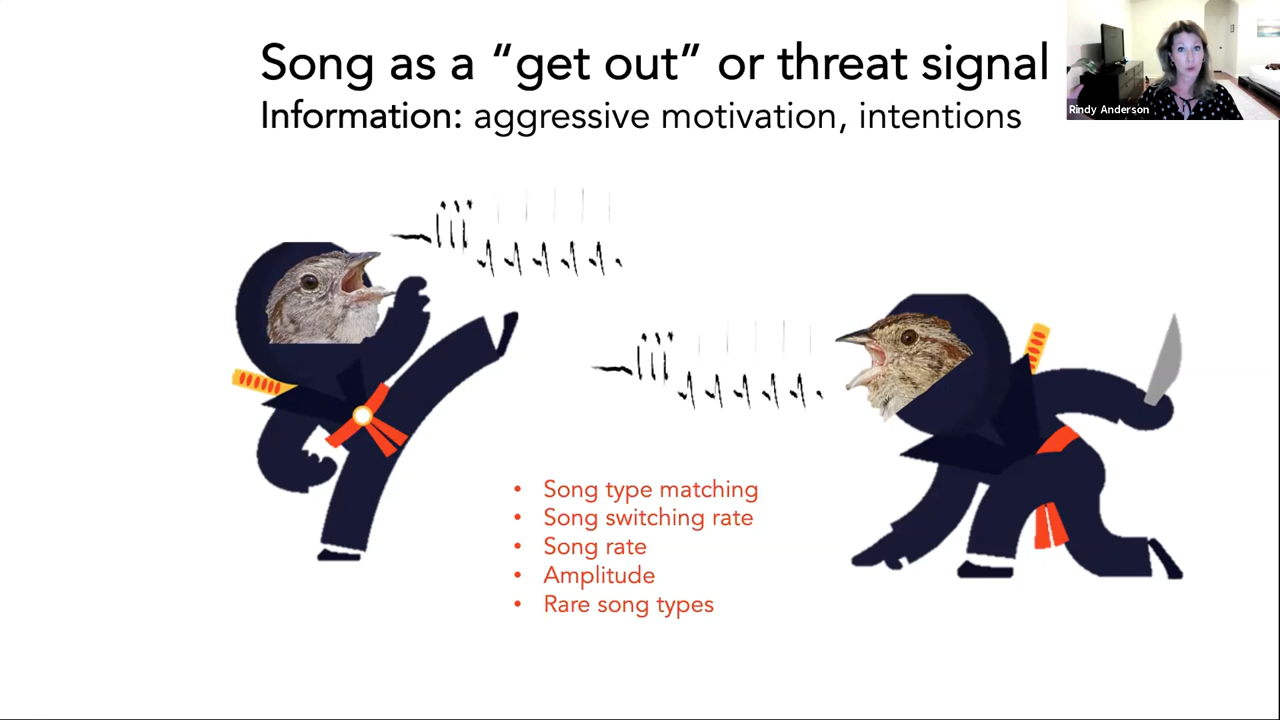 Song as a “get out” or threat signal
Information: aggressive motivation, intentions
Rindy Anderson
• Song type matching
• Song switching rate
• Song rate
• Amplitude
• Rare song types